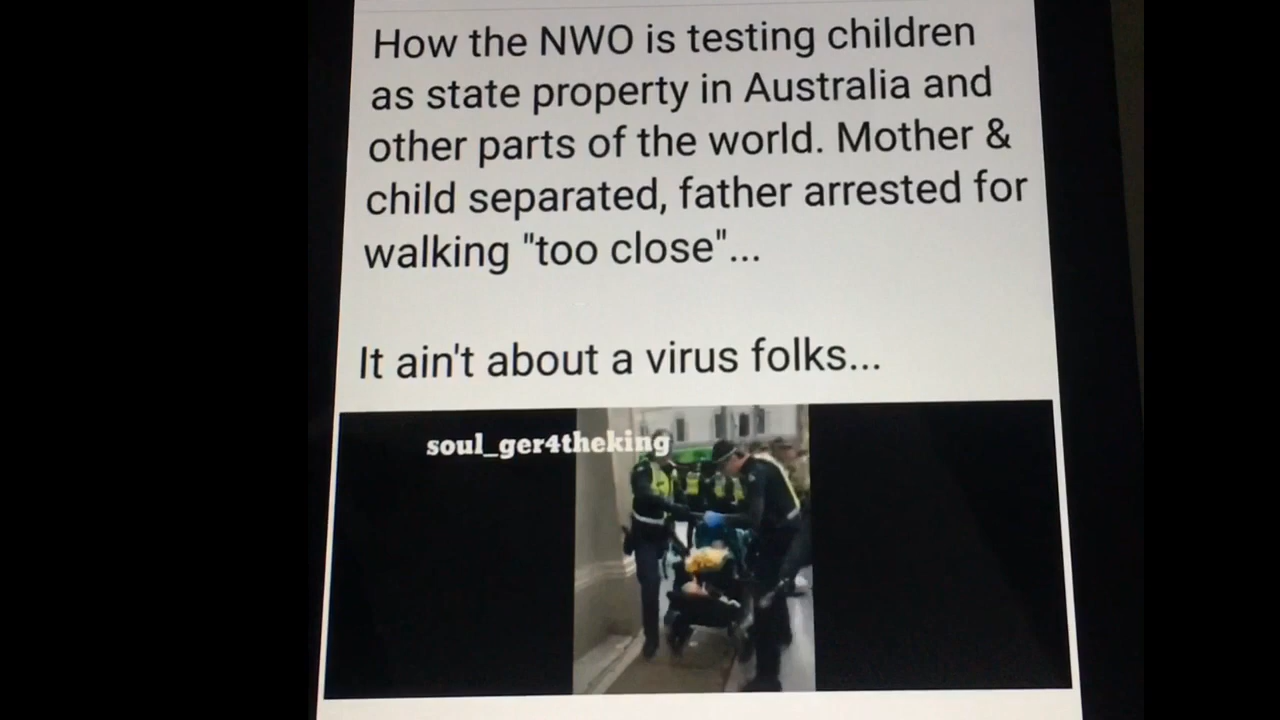 How the NWO is testing children
as state property in Australia and
other parts of the world. Mother &
child separated, father arrested for
walking "too close"...
It ain't about a virus folks...
soul_ger4theking